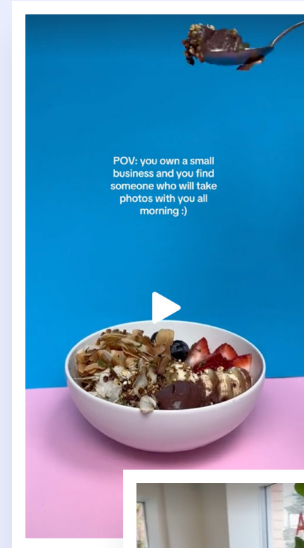 POV: you own a small
business and you find
someone who will take
photos with you all
morning :)